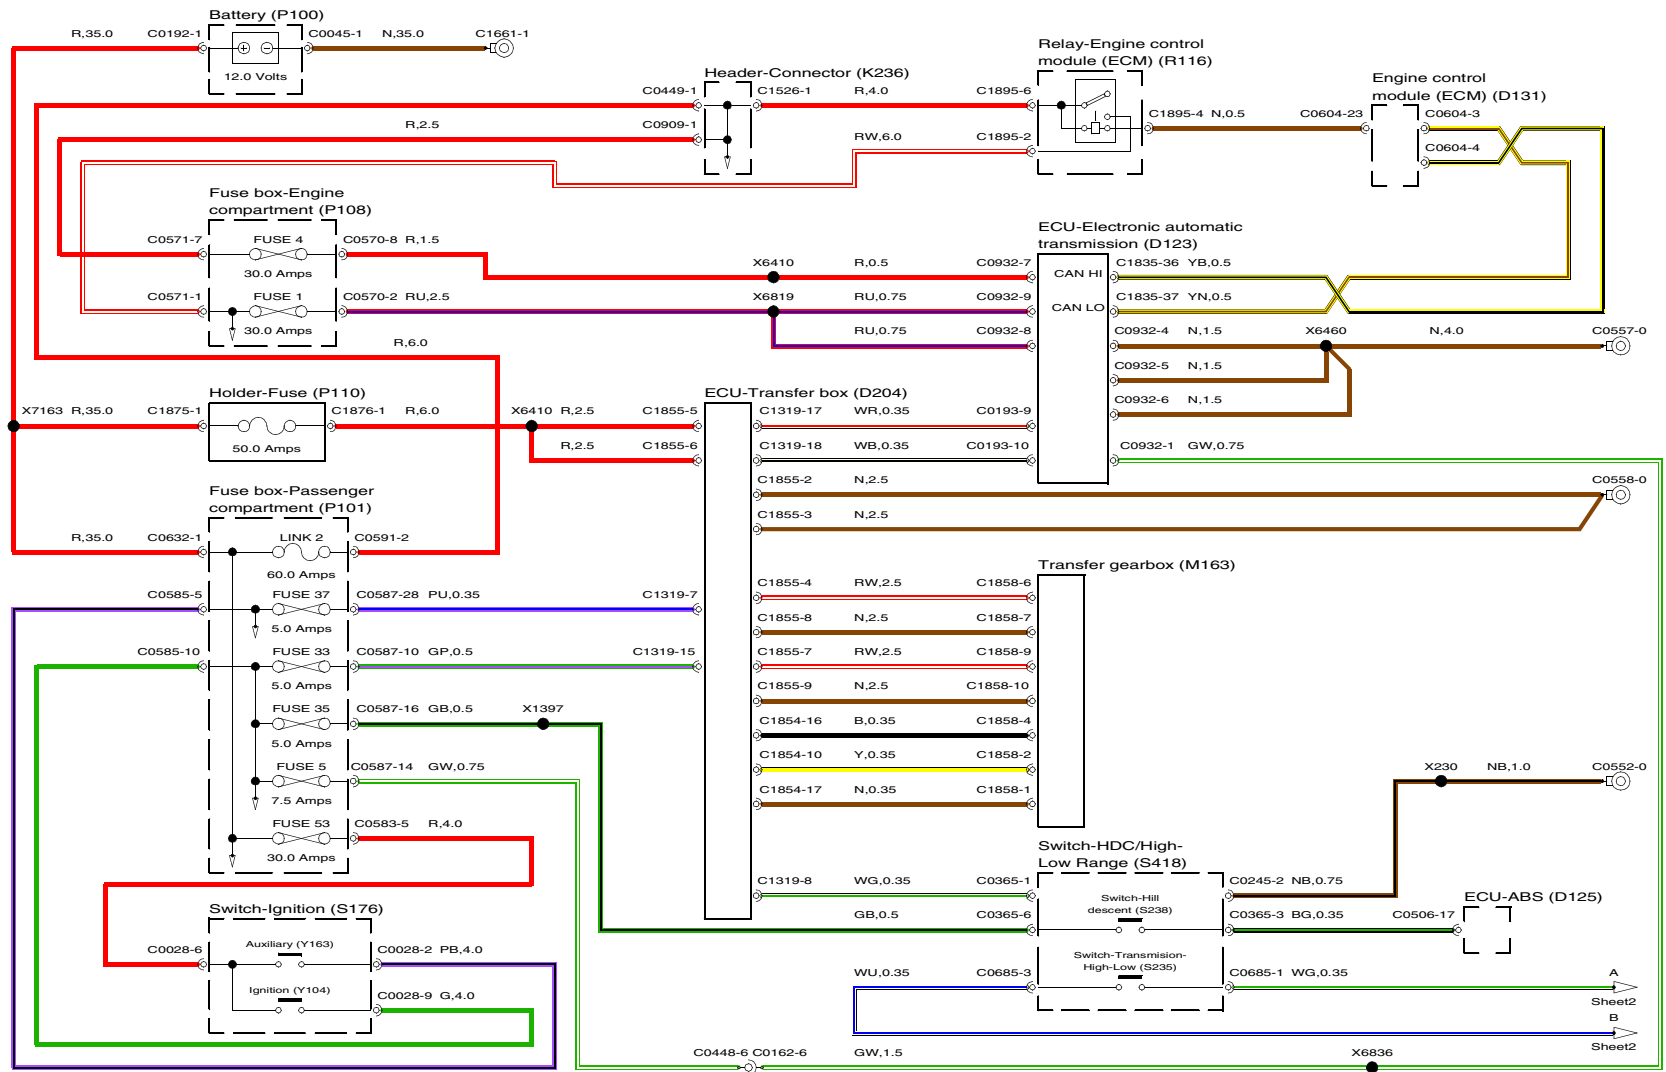 Battery (P100)
R,35.0 C0192-1 C0045-1 N,35.0 C1661-1
12.0 Volts
Header-Connector (K236)
C0449-1 C1526-1 R,4.0 C1895-6
R,2.5 C0909-1
Relay-Engine control
module (ECM) (R116)
RW,6.0 C1895-2
C1895-4 N,0.5 C0604-23
Engine control
module (ECM) (D131)
C0604-3
C0604-4
Fuse box-Engine
compartment (P108)
C0571-7 FUSE 4 C0570-8 R,1.5
30.0 Amps
C0571-1 FUSE 1 C0570-2 RU,2.5
30.0 Amps
R,6.0
X6410 R,0.5 C0932-7
X6819 RU,0.75 C0932-9
RU,0.75 C0932-8
ECU-Electronic automatic
transmission (D123)
CAN HI C1835-36 YB,0.5
CAN LO C1835-37 YN,0.5
C0932-4 N,1.5 X6460 N,4.0 C0557-0
C0932-5 N,1.5
C0932-6 N,1.5
C0932-1 GW,0.75
Holder-Fuse (P110)
X7163 R,35.0 C1875-1 C1876-1 R,6.0 X6410 R,2.5 C1855-5
50.0 Amps
R,2.5 C1855-6
ECU-Transfer box (D204)
C1319-17 WR,0.35 C0193-9
C1319-18 WB,0.35 C0193-10
C1855-2 N,2.5 C0558-0
C1855-3 N,2.5
Fuse box-Passenger
compartment (P101)
R,35.0 C0632-1 LINK 2 C0591-2
60.0 Amps
C0585-5 FUSE 37 C0587-28 PU,0.35 C1319-7
5.0 Amps
C0585-10 FUSE 33 C0587-10 GP,0.5 C1319-15
5.0 Amps
FUSE 35 C0587-16 GB,0.5 X1397
5.0 Amps
FUSE 5 C0587-14 GW,0.75
7.5 Amps
FUSE 53 C0583-5 R,4.0
30.0 Amps
Transfer gearbox (M163)
C1855-4 RW,2.5 C1858-6
C1855-8 N,2.5 C1858-7
C1855-7 RW,2.5 C1858-9
C1855-9 N,2.5 C1858-10
C1854-16 B,0.35 C1858-4
C1854-10 Y,0.35 C1858-2
C1854-17 N,0.35 C1858-1
X230 NB,1.0 C0552-0
Switch-HDC/High-
Low Range (S418)
C1319-8 WG,0.35 C0365-1
C0245-2 NB,0.75
Switch-Hill
descent (S238)
GB,0.5 C0365-6
C0365-3 BG,0.35 C0506-17
ECU-ABS (D125)
Switch-Transmision-
High-Low (S235)
WU,0.35 C0685-3
C0685-1 WG,0.35 A
Sheet2
B
Sheet2
Switch-Ignition (S176)
C0028-6 Auxiliary (Y163) C0028-2 PB,4.0
Ignition (Y104) C0028-9 G,4.0
C0448-6 C0162-6 GW,1.5 X6836